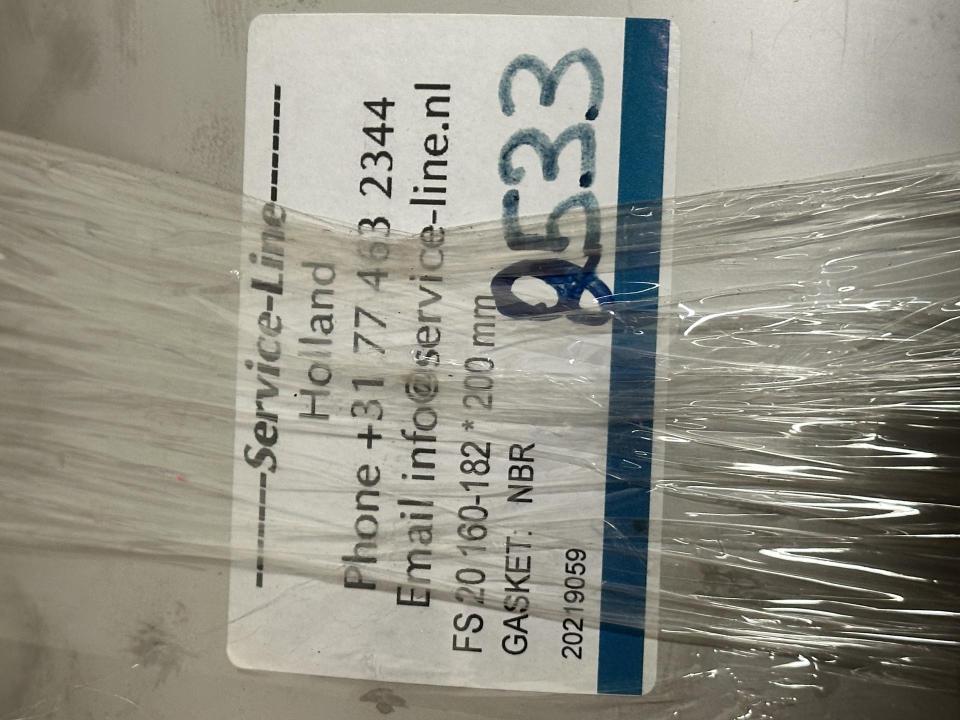 ------Service-Line------
Holland
Phone +31 77 463 2344
Email info@service-line.nl
FS 20 160-182 * 200 mm
GASKET: NBR
20219059
8533